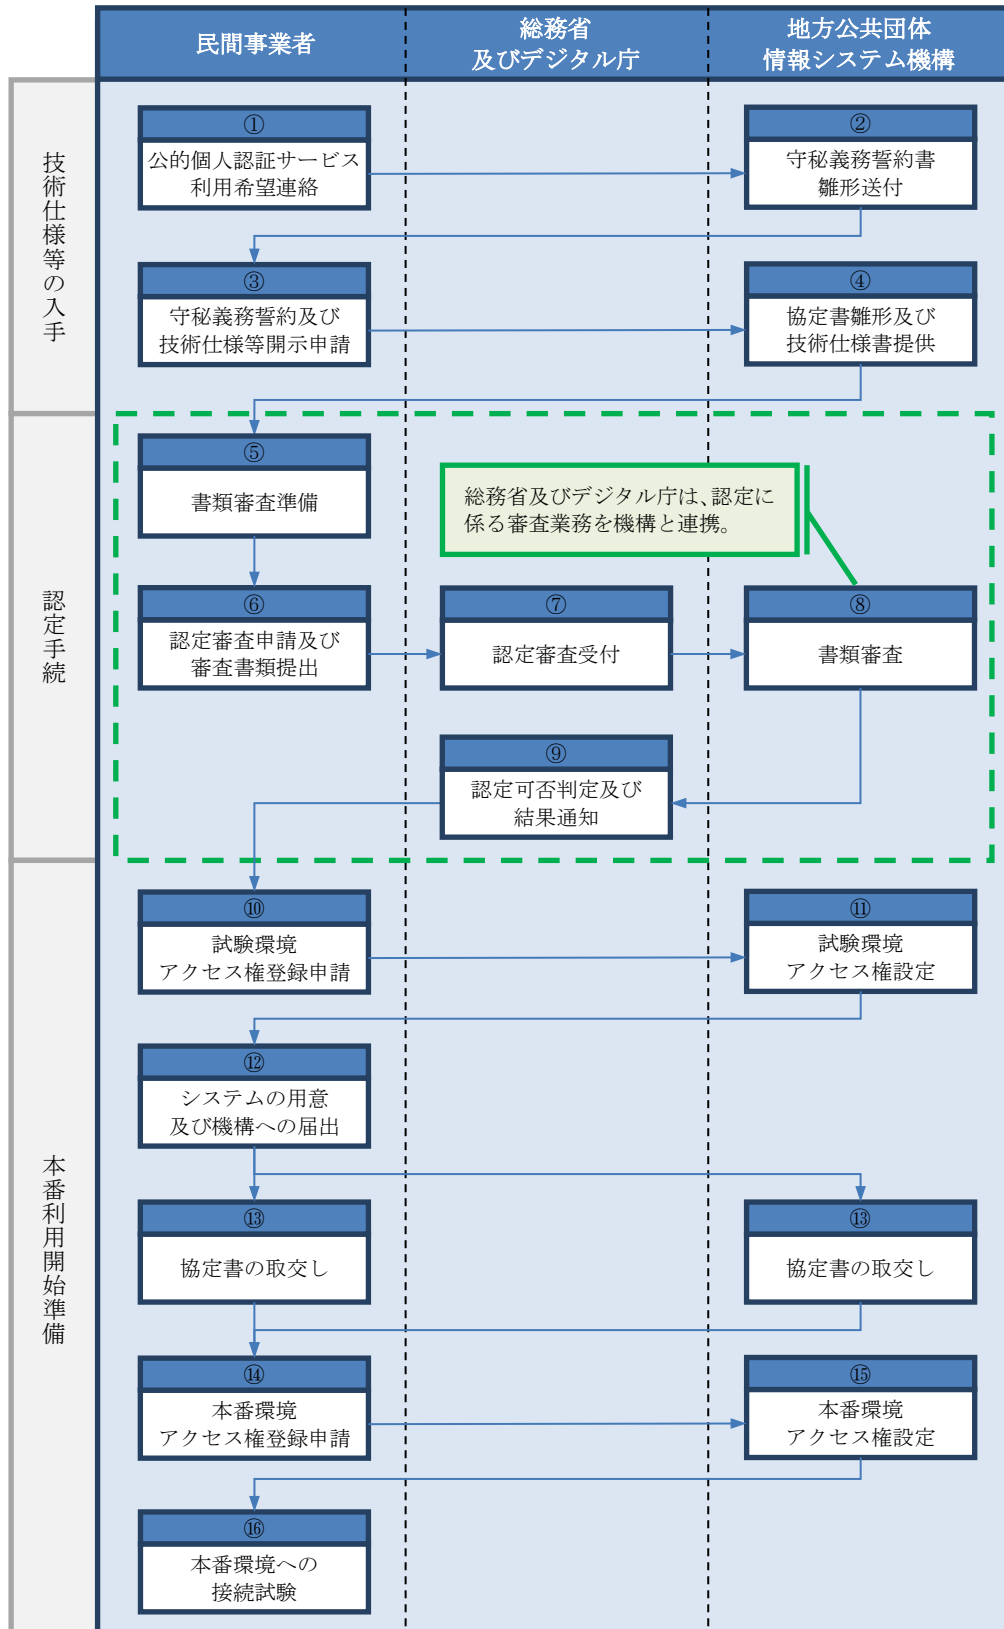 民間事業者
総務省
及びデジタル庁
地方公共団体
情報システム機構
技術仕様等の入手
①
公的個人認証サービス
利用希望連絡
②
守秘義務誓約書
雛形送付
③
守秘義務誓約及び
技術仕様等開示申請
④
協定書雛形及び
技術仕様書提供
認定手続
⑤
書類審査準備
総務省及びデジタル庁は、認定に
係る審査業務を機構と連携。
⑥
認定審査申請及び
審査書類提出
⑦
認定審査受付
⑧
書類審査
⑨
認定可否判定及び
結果通知
本番利用開始準備
⑩
試験環境
アクセス権登録申請
⑪
試験環境
アクセス権設定
⑫
システムの用意
及び機構への届出
⑬
協定書の取交し
⑬
協定書の取交し
⑭
本番環境
アクセス権登録申請
⑮
本番環境
アクセス権設定
⑯
本番環境への
接続試験